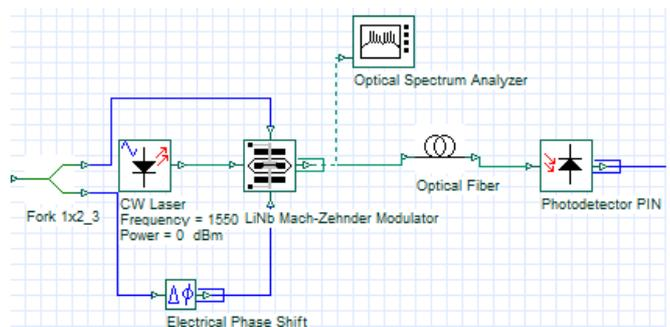 Optical Spectrum Analyzer
Optical Fiber
Photodetector PIN
Fork 1x2_3
CW Laser
Frequency = 1550
Power = 0 dBm
LiNb Mach-Zehnder Modulator
Δϕ
Electrical Phase Shift